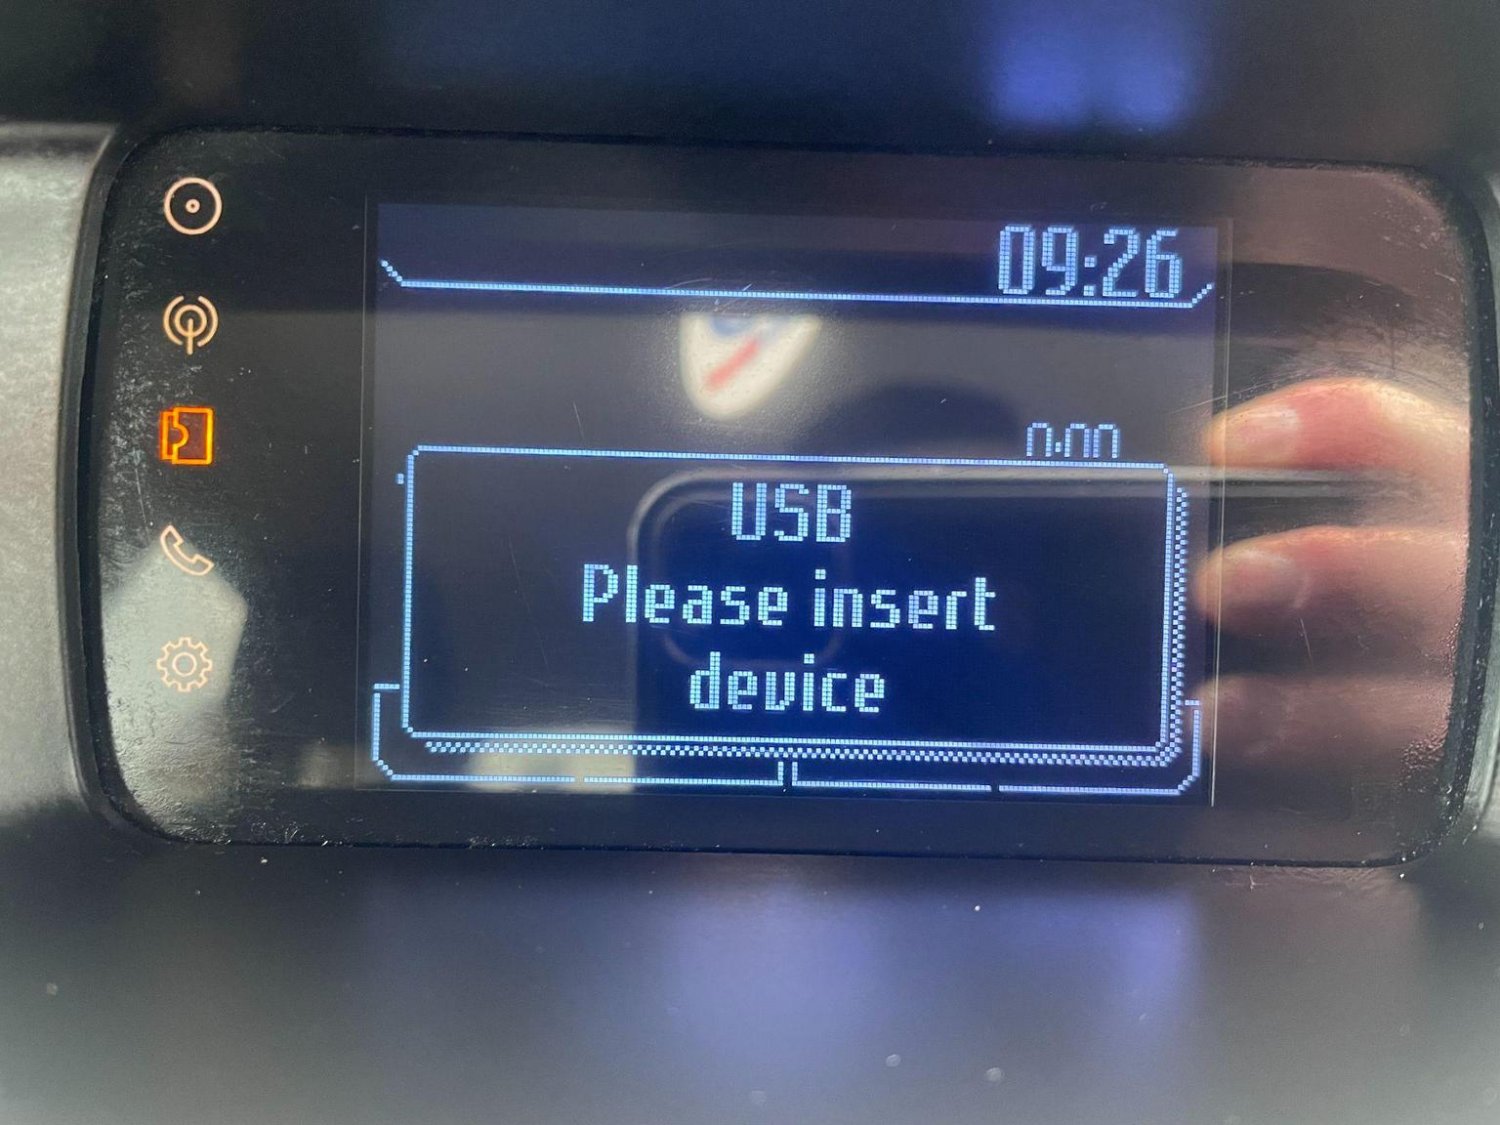 09:26
0:00
USB
Please insert
device